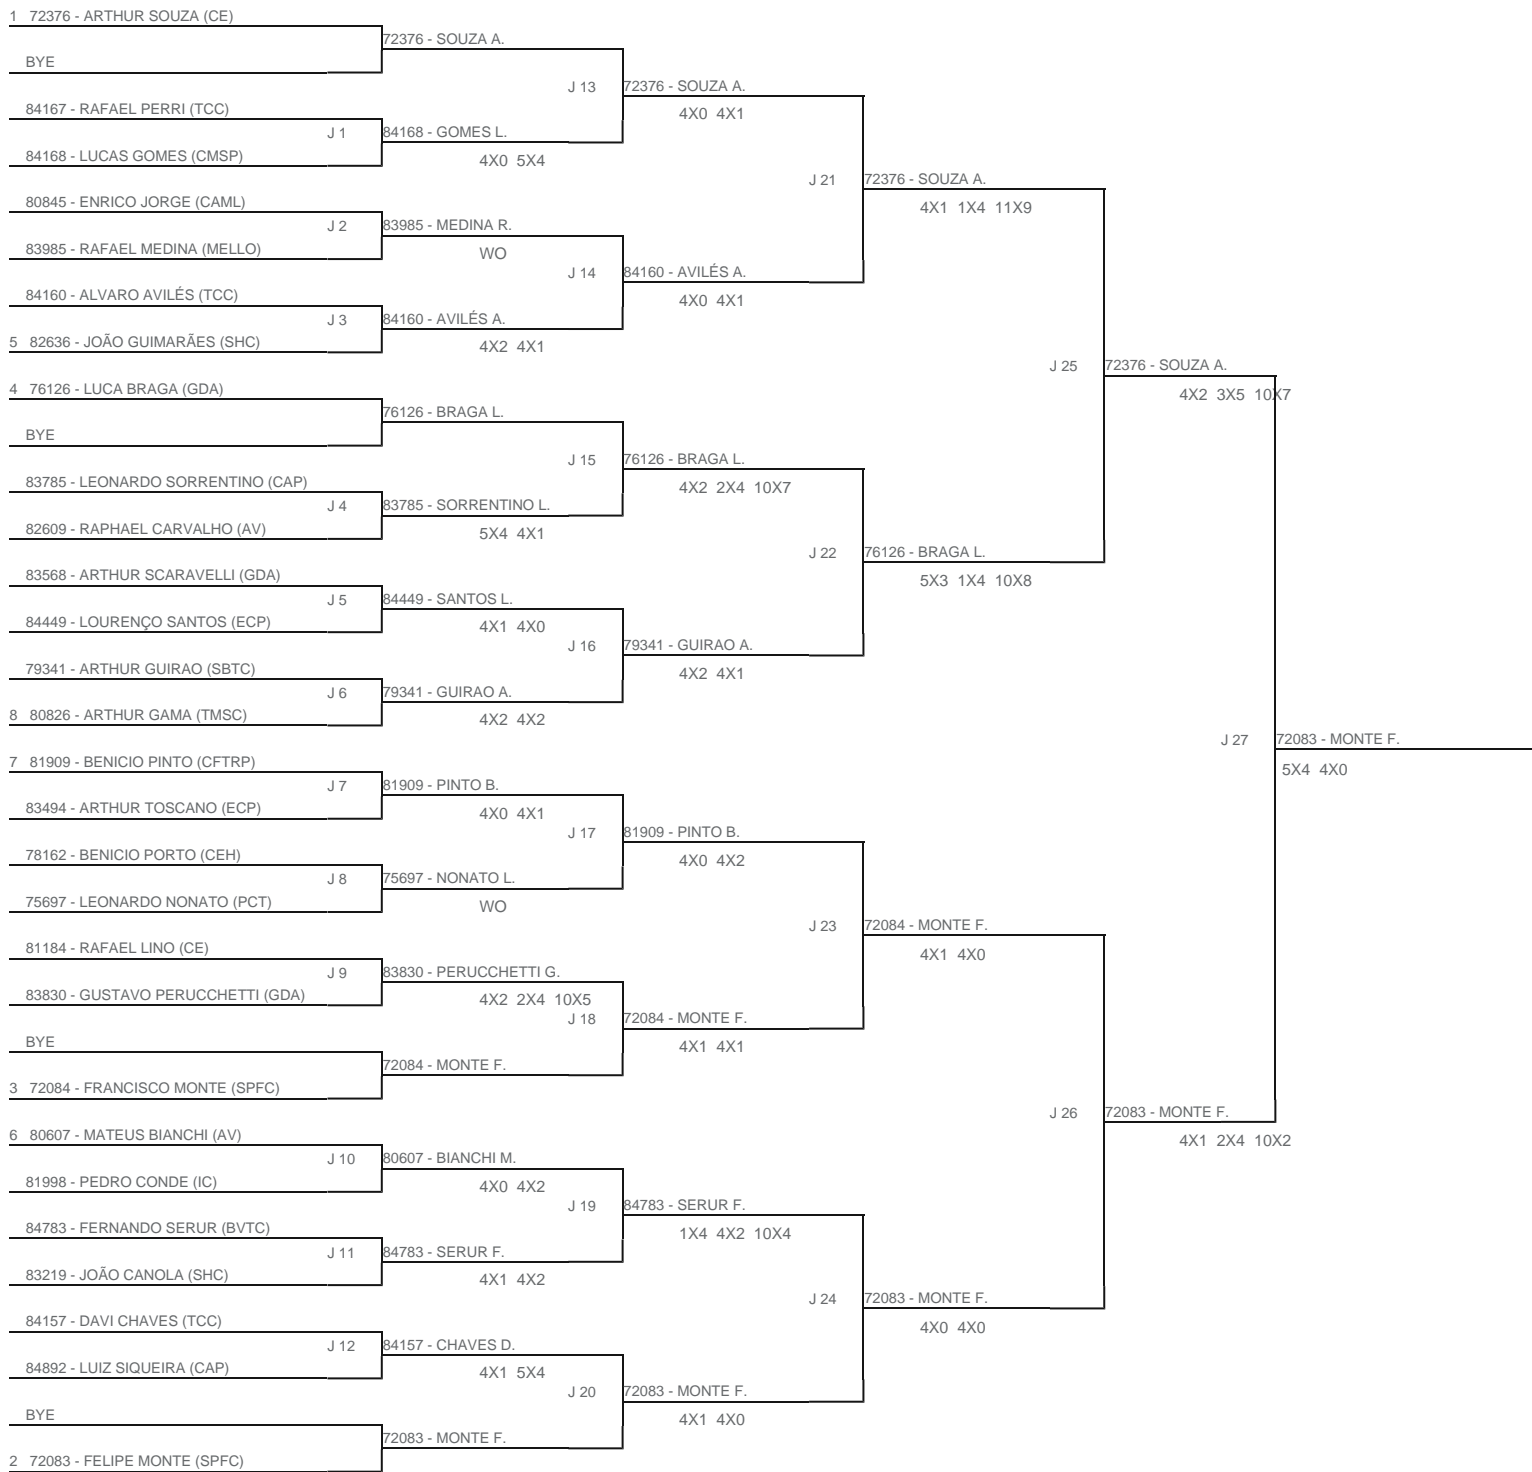 1 72376 - ARTHUR SOUZA (CE)
72376 - SOUZA A.
BYE
J 13
72376 - SOUZA A.
4X0 4X1
84167 - RAFAEL PERRI (TCC)
J 1
84168 - GOMES L.
84168 - LUCAS GOMES (CMSP)
4X0 5X4
J 21
72376 - SOUZA A.
4X1 1X4 11X9
80845 - ENRICO JORGE (CAML)
J 2
83985 - MEDINA R.
83985 - RAFAEL MEDINA (MELLO)
WO
J 14
84160 - AVILÉS A.
4X0 4X1
84160 - ALVARO AVILÉS (TCC)
J 3
84160 - AVILÉS A.
5 82636 - JOÃO GUIMARÃES (SHC)
4X2 4X1
J 25
72376 - SOUZA A.
4X2 3X5 10X7
4 76126 - LUCA BRAGA (GDA)
76126 - BRAGA L.
BYE
J 15
76126 - BRAGA L.
4X2 2X4 10X7
83785 - LEONARDO SORRENTINO (CAP)
J 4
83785 - SORRENTINO L.
82609 - RAPHAEL CARVALHO (AV)
5X4 4X1
J 22
76126 - BRAGA L.
5X3 1X4 10X8
83568 - ARTHUR SCARAVELLI (GDA)
J 5
84449 - SANTOS L.
84449 - LOURENÇO SANTOS (ECP)
4X1 4X0
J 16
79341 - GUIRAO A.
4X2 4X1
79341 - ARTHUR GUIRAO (SBTC)
J 6
79341 - GUIRAO A.
8 80826 - ARTHUR GAMA (TMSC)
4X2 4X2
J 27
72083 - MONTE F.
5X4 4X0
7 81909 - BENICIO PINTO (CFTRP)
J 7
81909 - PINTO B.
83494 - ARTHUR TOSCANO (ECP)
4X0 4X1
J 17
81909 - PINTO B.
4X0 4X2
78162 - BENICIO PORTO (CEH)
J 8
75697 - NONATO L.
75697 - LEONARDO NONATO (PCT)
WO
J 23
72084 - MONTE F.
4X1 4X0
81184 - RAFAEL LINO (CE)
J 9
83830 - PERUCCHETTI G.
83830 - GUSTAVO PERUCCHETTI (GDA)
4X2 2X4 10X5
J 18
72084 - MONTE F.
4X1 4X1
BYE
72084 - MONTE F.
3 72084 - FRANCISCO MONTE (SPFC)
J 26
72083 - MONTE F.
4X1 2X4 10X2
6 80607 - MATEUS BIANCHI (AV)
J 10
80607 - BIANCHI M.
81998 - PEDRO CONDE (IC)
4X0 4X2
J 19
84783 - SERUR F.
1X4 4X2 10X4
84783 - FERNANDO SERUR (BVTC)
J 11
84783 - SERUR F.
83219 - JOÃO CANOLA (SHC)
4X1 4X2
J 24
72083 - MONTE F.
4X0 4X0
84157 - DAVI CHAVES (TCC)
J 12
84157 - CHAVES D.
84892 - LUIZ SIQUEIRA (CAP)
4X1 5X4
J 20
72083 - MONTE F.
4X1 4X0
BYE
72083 - MONTE F.
2 72083 - FELIPE MONTE (SPFC)